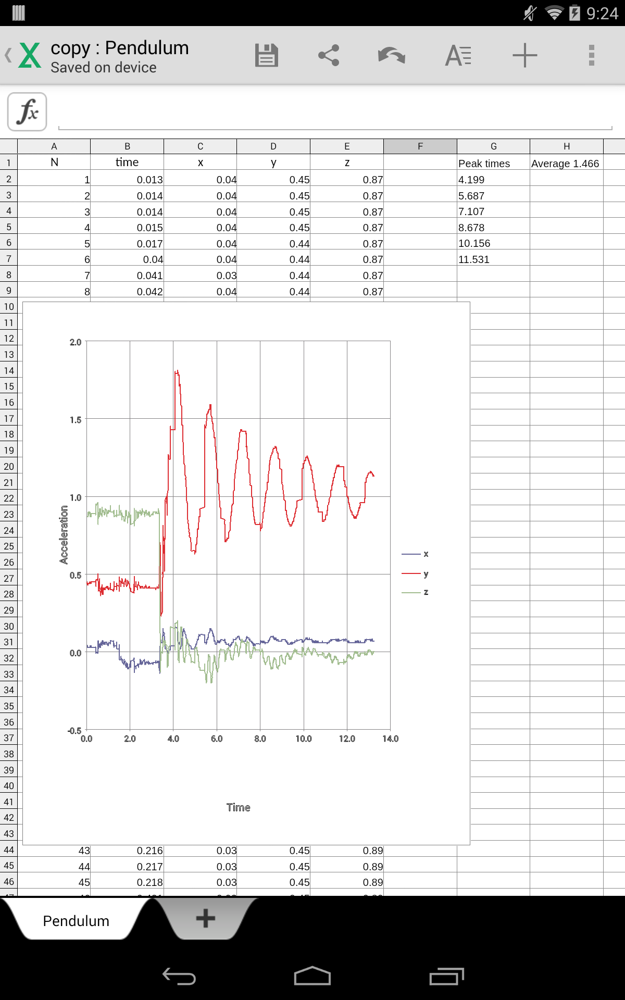 9:24
copy : Pendulum
Saved on device
fx
A B C D E F G H
1 N time x y z Peak times Average 1.466
2 1 0.013 0.04 0.45 0.87 4.199
3 2 0.014 0.04 0.45 0.87 5.687
4 3 0.014 0.04 0.45 0.87 7.107
5 4 0.015 0.04 0.45 0.87 8.678
6 5 0.017 0.04 0.44 0.87 10.156
7 6 0.04 0.04 0.44 0.87 11.531
8 7 0.041 0.03 0.44 0.87
9 8 0.042 0.04 0.44 0.87
10
11
12
13
14
15
16
17
18
19
20
21
22
23
24
25
26
27
28
29
30
31
32
33
34
35
36
37
38
39
40
41
42
43
2.0
1.5
1.0
0.5
0.0
-0.5
Acceleration
x
y
z
0.0 2.0 4.0 6.0 8.0 10.0 12.0 14.0
Time
44 43 0.216 0.03 0.45 0.89
45 44 0.217 0.03 0.45 0.89
46 45 0.218 0.03 0.45 0.89
Pendulum